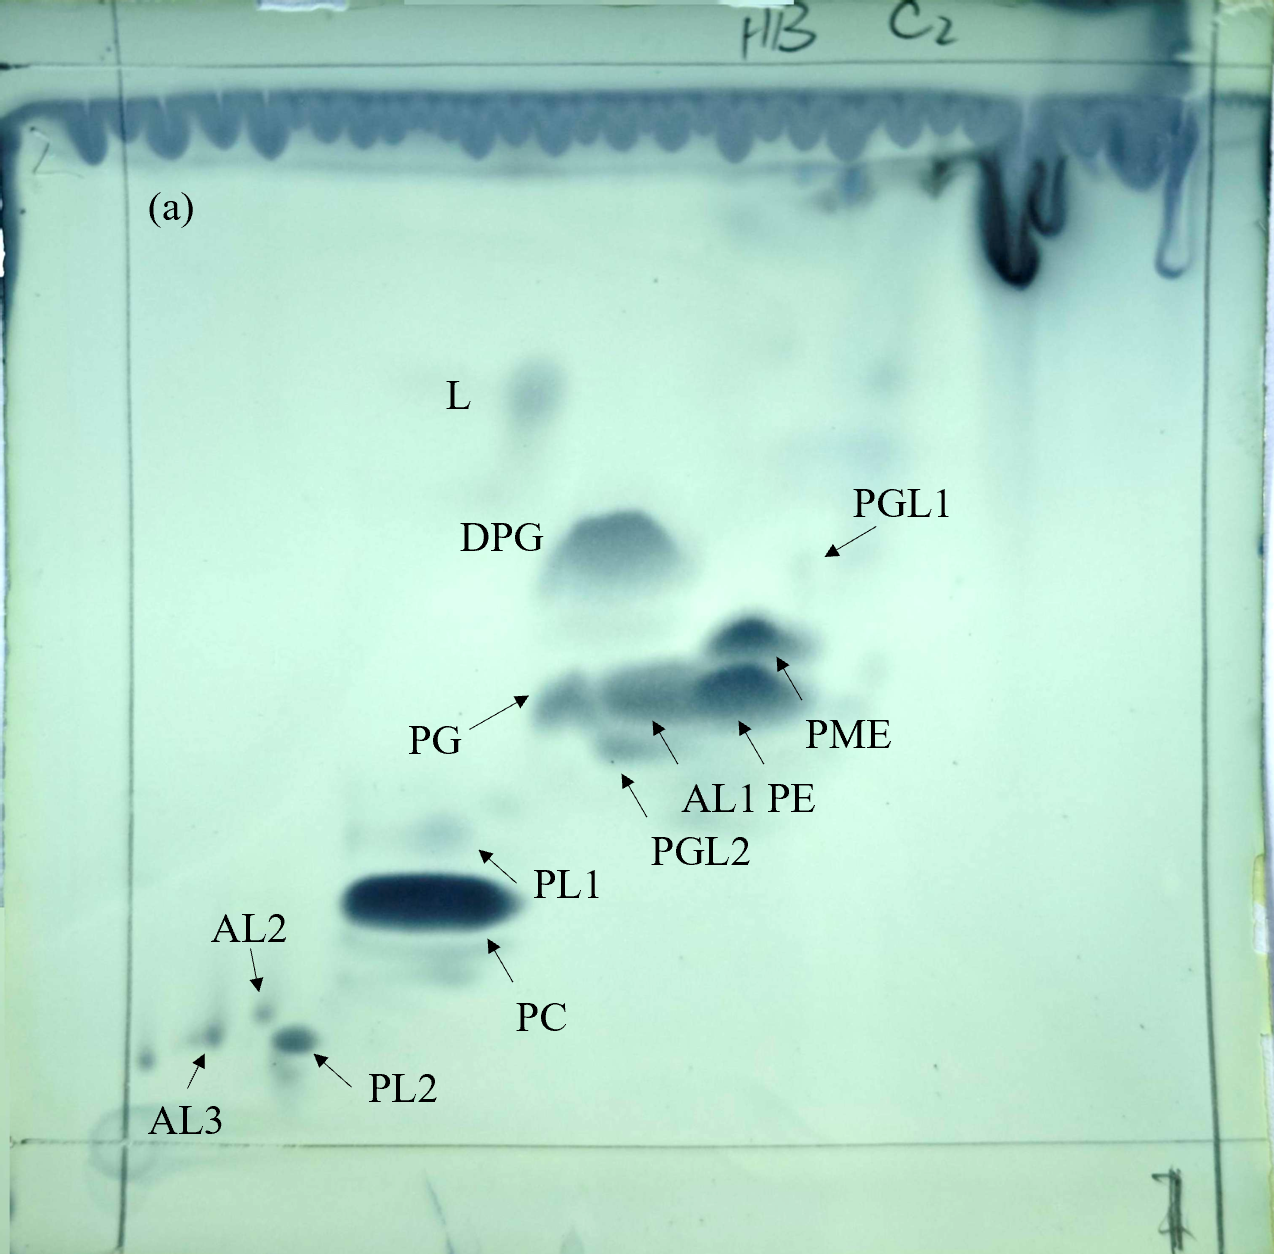 HB C2
(a)
L
PGL1
DPG
PG
PME
AL1 PE
PGL2
PL1
AL2
PC
PL2
AL3